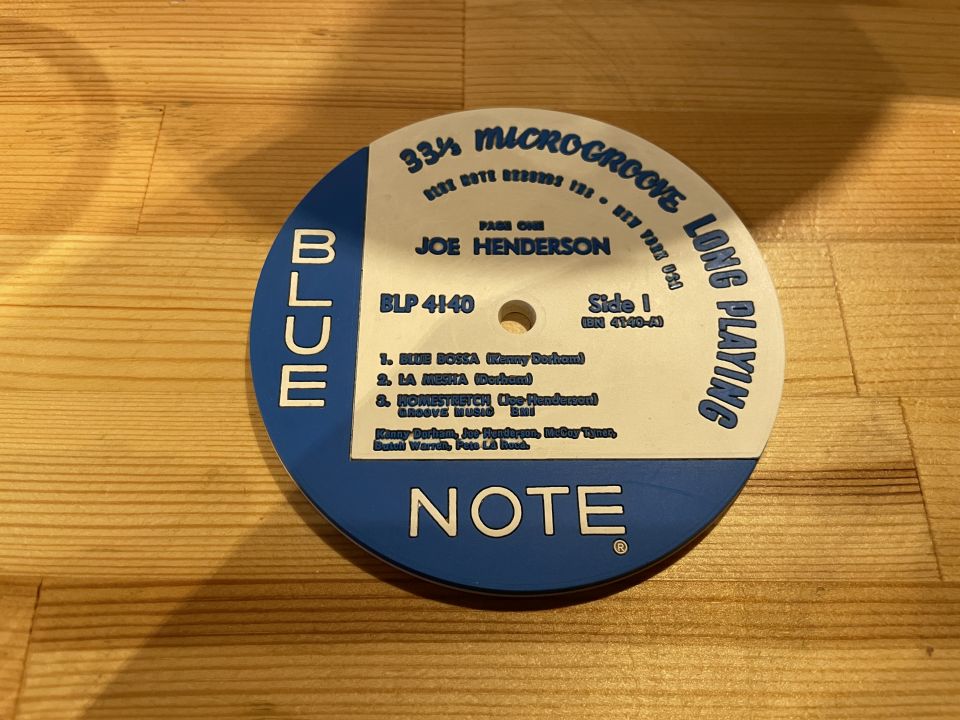 33⅓ MICROGROOVE LONG PLAYING
BLUE NOTE RECORDS INC • NEW YORK USA
PAGE ONE
JOE HENDERSON
BLP 4140
Side 1
(BN 4140-A)
1. BLUE BOSSA (Kenny Dorham)
2. LA MESHA (Dorham)
3. HOMESTRETCH (Joe Henderson)
GROOVE MUSIC BMI
Kenny Dorham, Joe Henderson, McCoy Tyner,
Butch Warren, Pete La Roca.
BLUE
NOTE
®